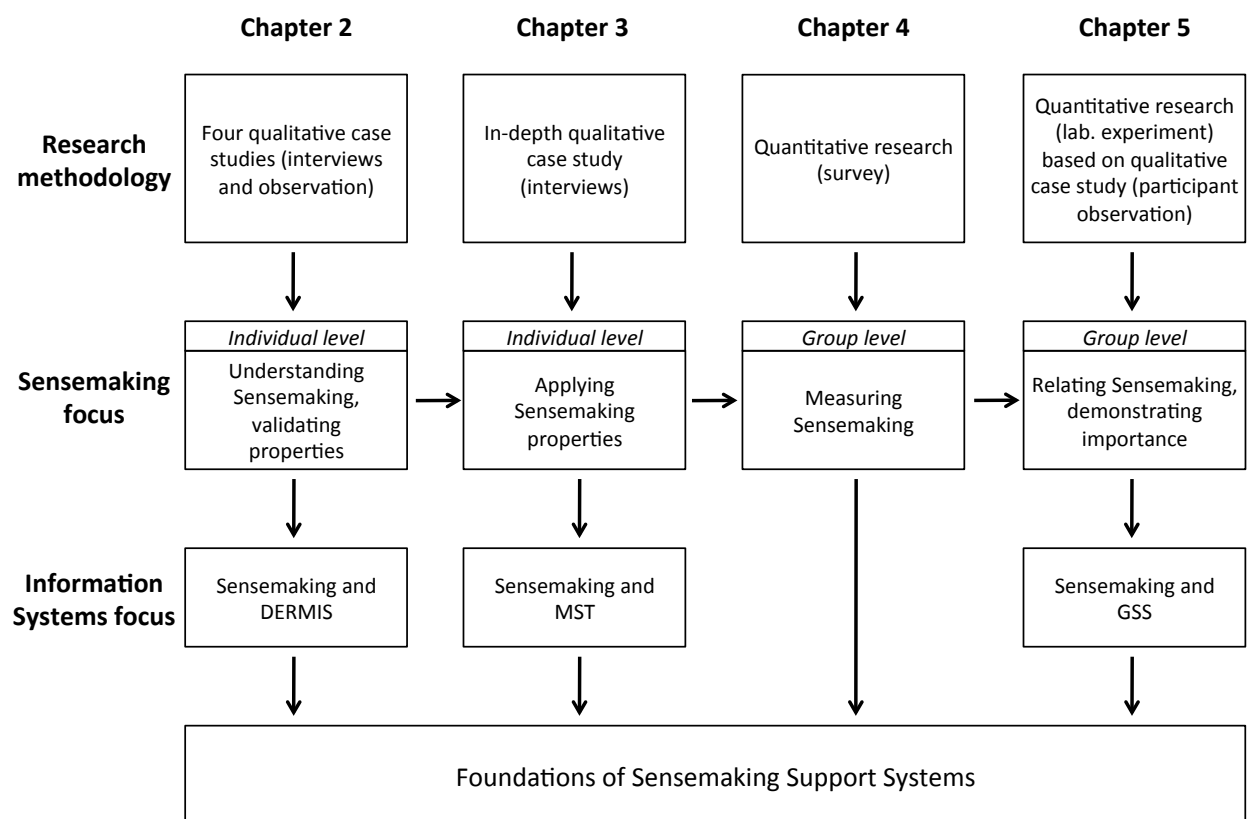 Chapter 2
Chapter 3
Chapter 4
Chapter 5
Research
methodology
Four qualitative case
studies (interviews
and observation)
In-depth qualitative
case study
(interviews)
Quantitative research
(survey)
Quantitative research
(lab. experiment)
based on qualitative
case study (participant
observation)
Sensemaking
focus
Individual level
Understanding
Sensemaking,
validating
properties
Individual level
Applying
Sensemaking
properties
Group level
Measuring
Sensemaking
Group level
Relating Sensemaking,
demonstrating
importance
Information
Systems focus
Sensemaking and
DERMIS
Sensemaking and
MST
Sensemaking and
GSS
Foundations of Sensemaking Support Systems